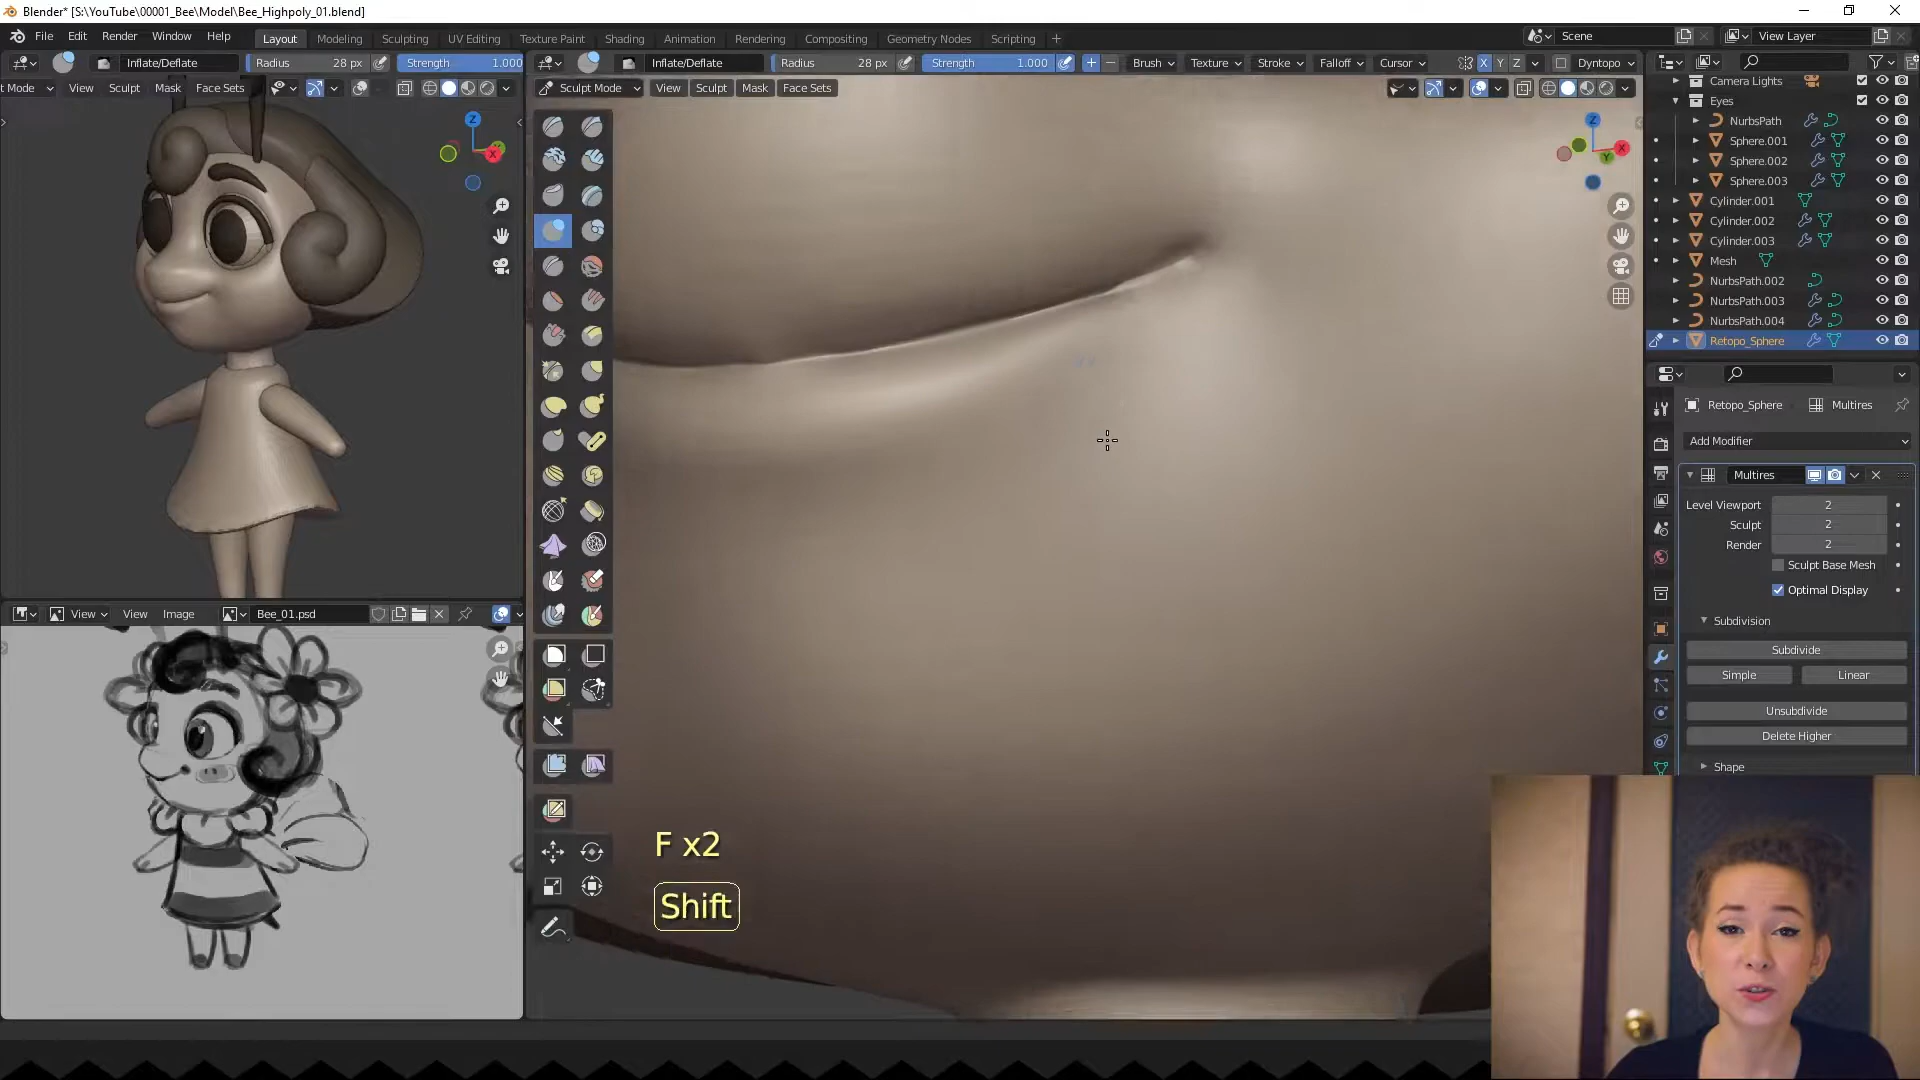 Blender* [S:\YouTube\00001_Bee\Model\Bee_Highpoly_01.blend]
File Edit Render Window Help
Layout Modeling Sculpting UV Editing Texture Paint Shading Animation Rendering Compositing Geometry Nodes Scripting +
Scene
View Layer
Inflate/Deflate Radius 28 px Strength 1.000
Inflate/Deflate Radius 28 px Strength 1.000 Brush Texture Stroke Falloff Cursor X Y Z Dyntopo
t Mode View Sculpt Mask Face Sets
Sculpt Mode View Sculpt Mask Face Sets
Z
X
Z
Y
X
Camera Lights
Eyes
NurbsPath
Sphere.001
Sphere.002
Sphere.003
Cylinder.001
Cylinder.002
Cylinder.003
Mesh
NurbsPath.002
NurbsPath.003
NurbsPath.004
Retopo_Sphere
Retopo_Sphere Multires
Add Modifier
Multires
Level Viewport 2
Sculpt 2
Render 2
Sculpt Base Mesh
Optimal Display
Subdivision
Subdivide
Simple Linear
Unsubdivide
Delete Higher
Shape
View View Image Bee_01.psd
F x2
Shift